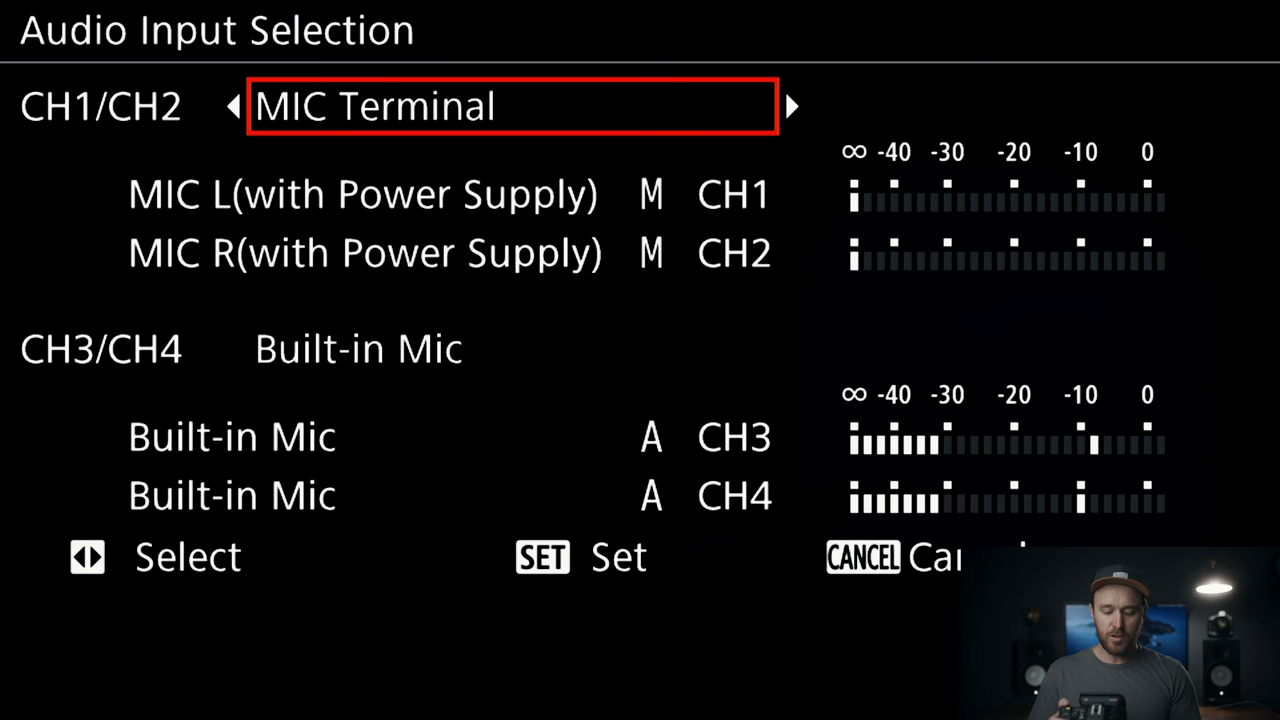 Audio Input Selection
CH1/CH2 MIC Terminal
∞ -40 -30 -20 -10 0
MIC L(with Power Supply) M CH1
MIC R(with Power Supply) M CH2
CH3/CH4 Built-in Mic
∞ -40 -30 -20 -10 0
Built-in Mic A CH3
Built-in Mic A CH4
Select SET Set CANCEL